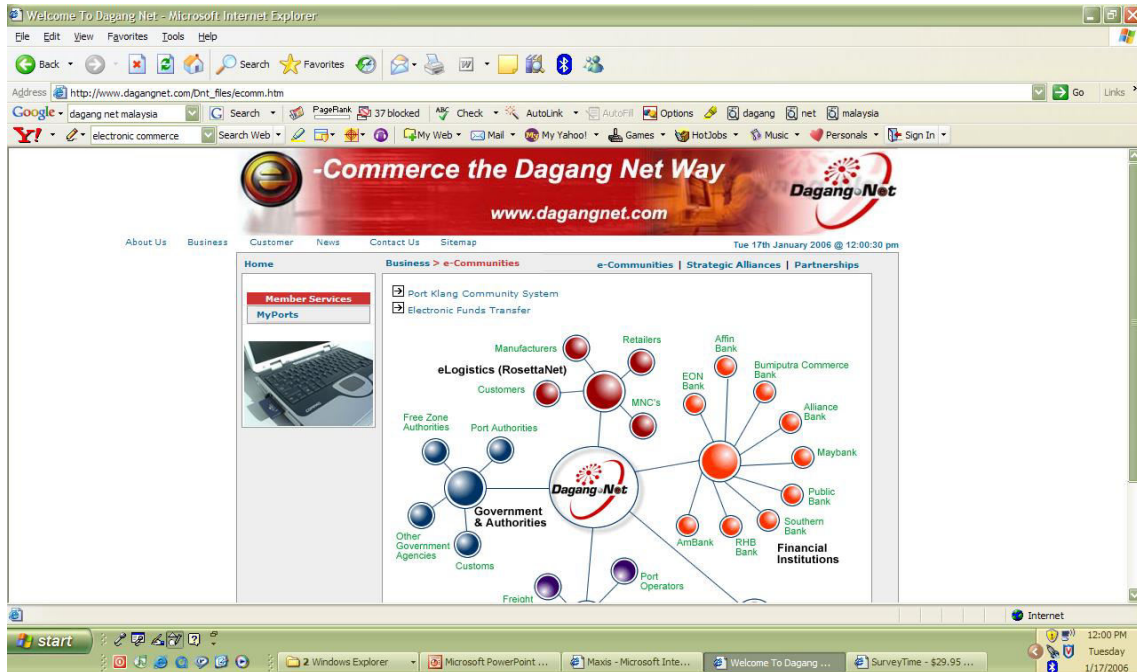 Welcome To Dagang Net - Microsoft Internet Explorer
File Edit View Favorites Tools Help
Back Search Favorites
Address http://www.dagangnet.com/Dnt_files/ecomm.htm Go Links
Google dagang net malaysia Search PageRank 37 blocked Check AutoLink AutoFill Options dagang net malaysia
Y! electronic commerce Search Web My Web Mail My Yahoo! Games HotJobs Music Personals Sign In
e -Commerce the Dagang Net Way
Dagang Net
www.dagangnet.com
About Us Business Customer News Contact Us Sitemap Tue 17th January 2006 @ 12:00:30 pm
Home Business > e-Communities e-Communities | Strategic Alliances | Partnerships
Member Services
MyPorts
Port Klang Community System
Electronic Funds Transfer
Manufacturers
Retailers
eLogistics (RosettaNet)
Customers
MNC's
Affin
Bank
Bumiputra Commerce
Bank
EON
Bank
Alliance
Bank
Maybank
Public
Bank
Southern
Bank
RHB
Bank
AmBank
Financial
Institutions
Free Zone
Authorities
Port Authorities
Dagang Net
Government
& Authorities
Other
Government
Agencies
Customs
Port
Operators
Freight
Internet
start
2 Windows Explorer Microsoft PowerPoint ... Maxis - Microsoft Inte... Welcome To Dagang ... SurveyTime - $29.95 ...
12:00 PM
Tuesday
1/17/2006